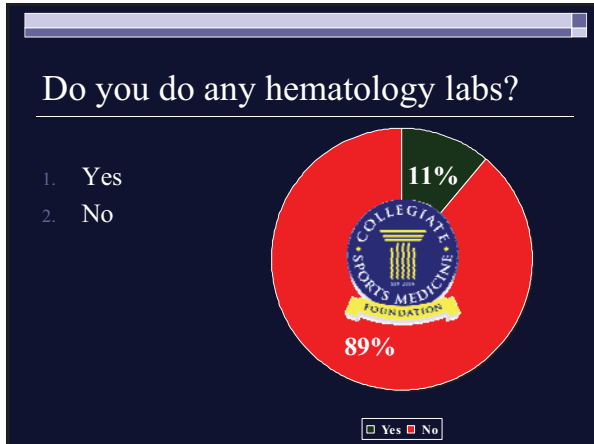 Do you do any hematology labs?
1. Yes
2. No
11%
COLLEGIATE
SPORTS MEDICINE
FOUNDATION
89%
Yes No